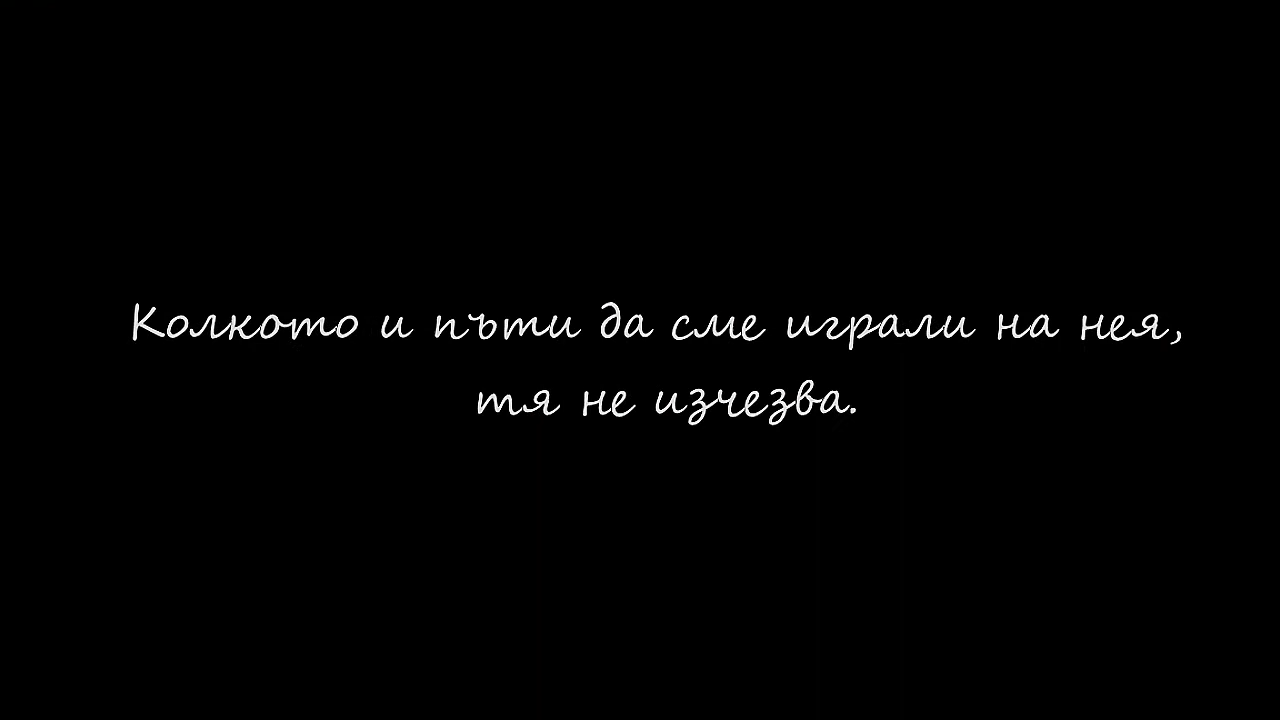 Колкото и пъти да сме играли на нея,
тя не изчезва.